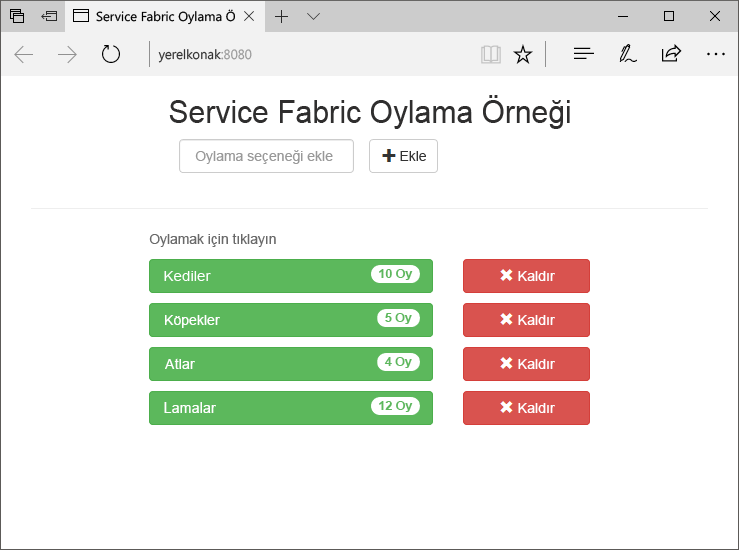 Service Fabric Oylama Ö
yerelkonak:8080
Service Fabric Oylama Örneği
Oylama seçeneği ekle
Ekle
Oylamak için tıklayın
Kediler 10 Oy Kaldır
Köpekler 5 Oy Kaldır
Atlar 4 Oy Kaldır
Lamalar 12 Oy Kaldır